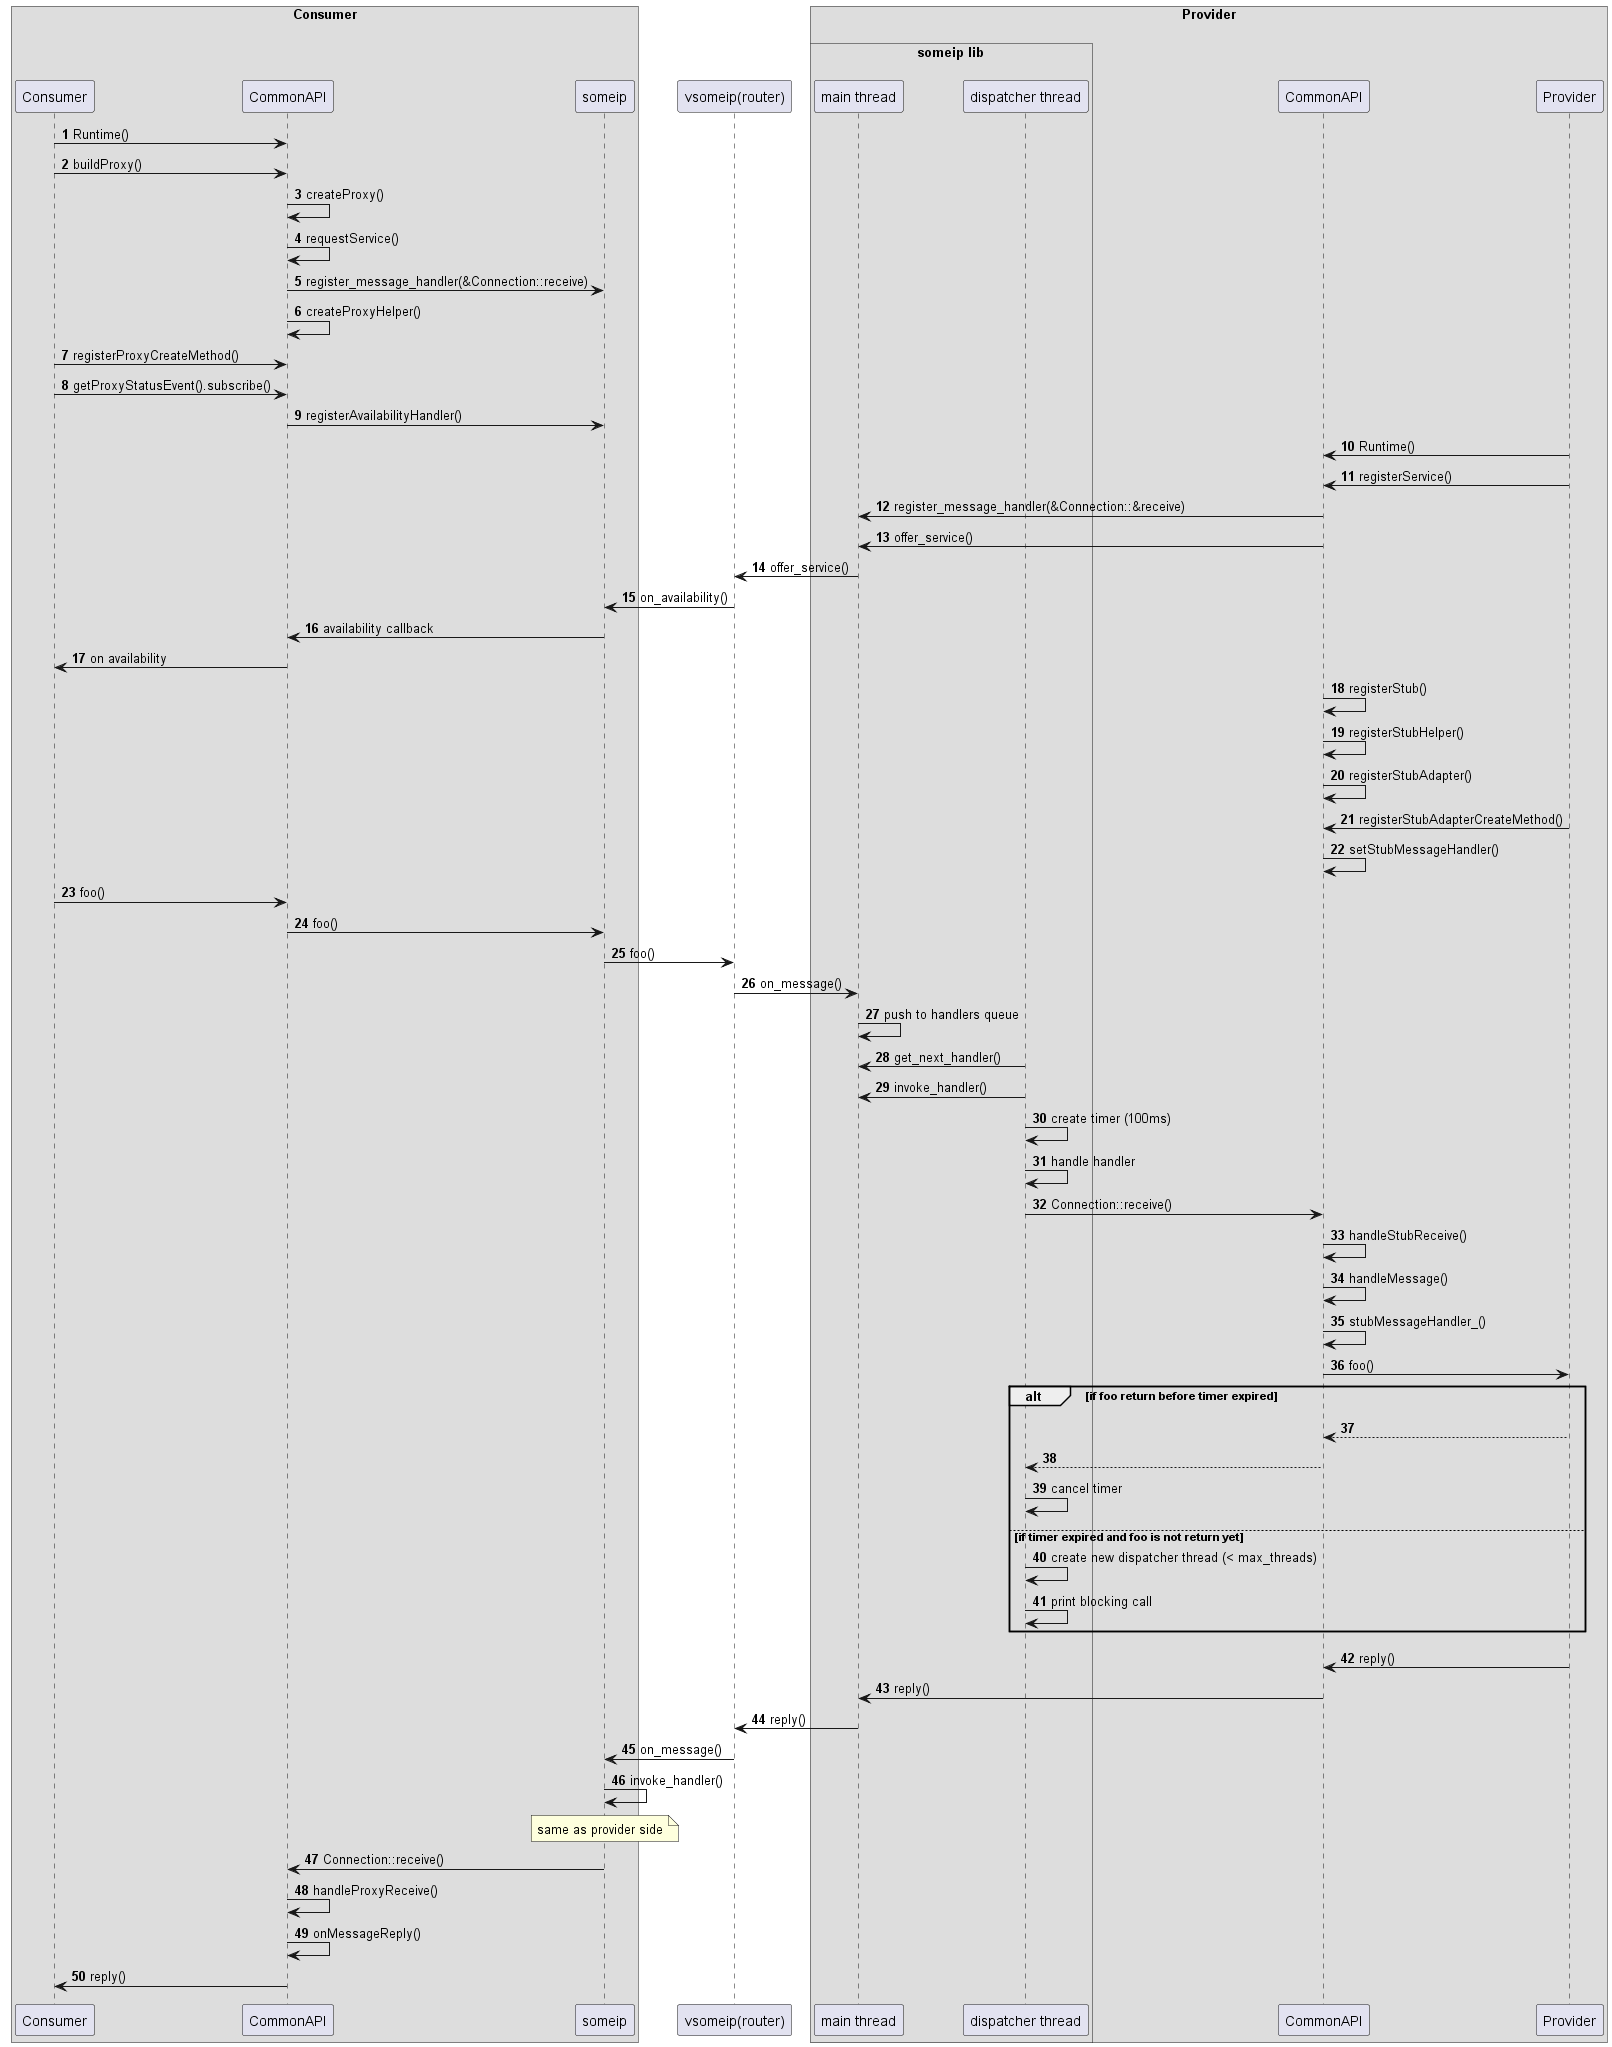 Consumer
Provider
someip lib
Consumer
CommonAPI
someip
vsomeip(router)
main thread
dispatcher thread
CommonAPI
Provider
1 Runtime()
2 buildProxy()
3 createProxy()
4 requestService()
5 register_message_handler(&Connection::receive)
6 createProxyHelper()
7 registerProxyCreateMethod()
8 getProxyStatusEvent().subscribe()
9 registerAvailabilityHandler()
10 Runtime()
11 registerService()
12 register_message_handler(&Connection::&receive)
13 offer_service()
14 offer_service()
15 on_availability()
16 availability callback
17 on availability
18 registerStub()
19 registerStubHelper()
20 registerStubAdapter()
21 registerStubAdapterCreateMethod()
22 setStubMessageHandler()
23 foo()
24 foo()
25 foo()
26 on_message()
27 push to handlers queue
28 get_next_handler()
29 invoke_handler()
30 create timer (100ms)
31 handle handler
32 Connection::receive()
33 handleStubReceive()
34 handleMessage()
35 stubMessageHandler_()
36 foo()
alt [if foo return before timer expired]
37
38
39 cancel timer
[if timer expired and foo is not return yet]
40 create new dispatcher thread (< max_threads)
41 print blocking call
42 reply()
43 reply()
44 reply()
45 on_message()
46 invoke_handler()
same as provider side
47 Connection::receive()
48 handleProxyReceive()
49 onMessageReply()
50 reply()
Consumer
CommonAPI
someip
vsomeip(router)
main thread
dispatcher thread
CommonAPI
Provider